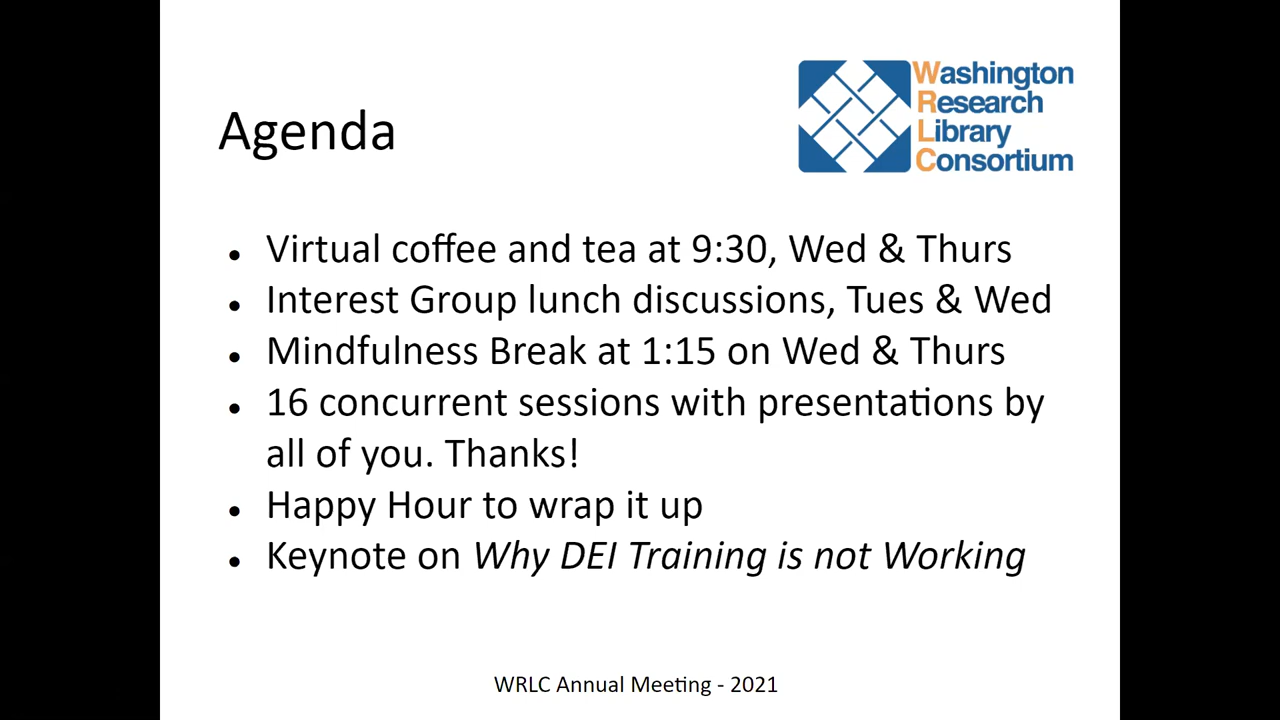 Washington
Research
Library
Consortium
Agenda
• Virtual coffee and tea at 9:30, Wed & Thurs
• Interest Group lunch discussions, Tues & Wed
• Mindfulness Break at 1:15 on Wed & Thurs
• 16 concurrent sessions with presentations by
all of you. Thanks!
• Happy Hour to wrap it up
• Keynote on Why DEI Training is not Working
WRLC Annual Meeting - 2021